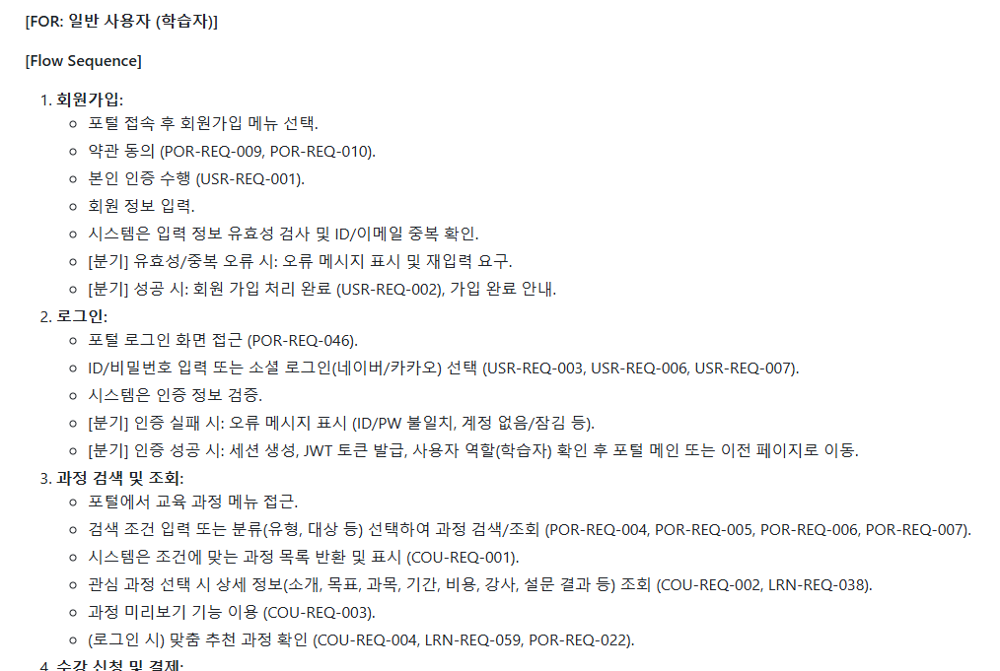 [FOR: 일반 사용자 (학습자)]
[Flow Sequence]
1. 회원가입:
○ 포털 접속 후 회원가입 메뉴 선택.
○ 약관 동의 (POR-REQ-009, POR-REQ-010).
○ 본인 인증 수행 (USR-REQ-001).
○ 회원 정보 입력.
○ 시스템은 입력 정보 유효성 검사 및 ID/이메일 중복 확인.
○ [분기] 유효성/중복 오류 시: 오류 메시지 표시 및 재입력 요구.
○ [분기] 성공 시: 회원 가입 처리 완료 (USR-REQ-002), 가입 완료 안내.
2. 로그인:
○ 포털 로그인 화면 접근 (POR-REQ-046).
○ ID/비밀번호 입력 또는 소셜 로그인(네이버/카카오) 선택 (USR-REQ-003, USR-REQ-006, USR-REQ-007).
○ 시스템은 인증 정보 검증.
○ [분기] 인증 실패 시: 오류 메시지 표시 (ID/PW 불일치, 계정 없음/잠김 등).
○ [분기] 인증 성공 시: 세션 생성, JWT 토큰 발급, 사용자 역할(학습자) 확인 후 포털 메인 또는 이전 페이지로 이동.
3. 과정 검색 및 조회:
○ 포털에서 교육 과정 메뉴 접근.
○ 검색 조건 입력 또는 분류(유형, 대상 등) 선택하여 과정 검색/조회 (POR-REQ-004, POR-REQ-005, POR-REQ-006, POR-REQ-007).
○ 시스템은 조건에 맞는 과정 목록 반환 및 표시 (COU-REQ-001).
○ 관심 과정 선택 시 상세 정보(소개, 목표, 과목, 기간, 비용, 강사, 설문 결과 등) 조회 (COU-REQ-002, LRN-REQ-038).
○ 과정 미리보기 기능 이용 (COU-REQ-003).
○ (로그인 시) 맞춤 추천 과정 확인 (COU-REQ-004, LRN-REQ-059, POR-REQ-022).
4. 수강 신청 및 결제: